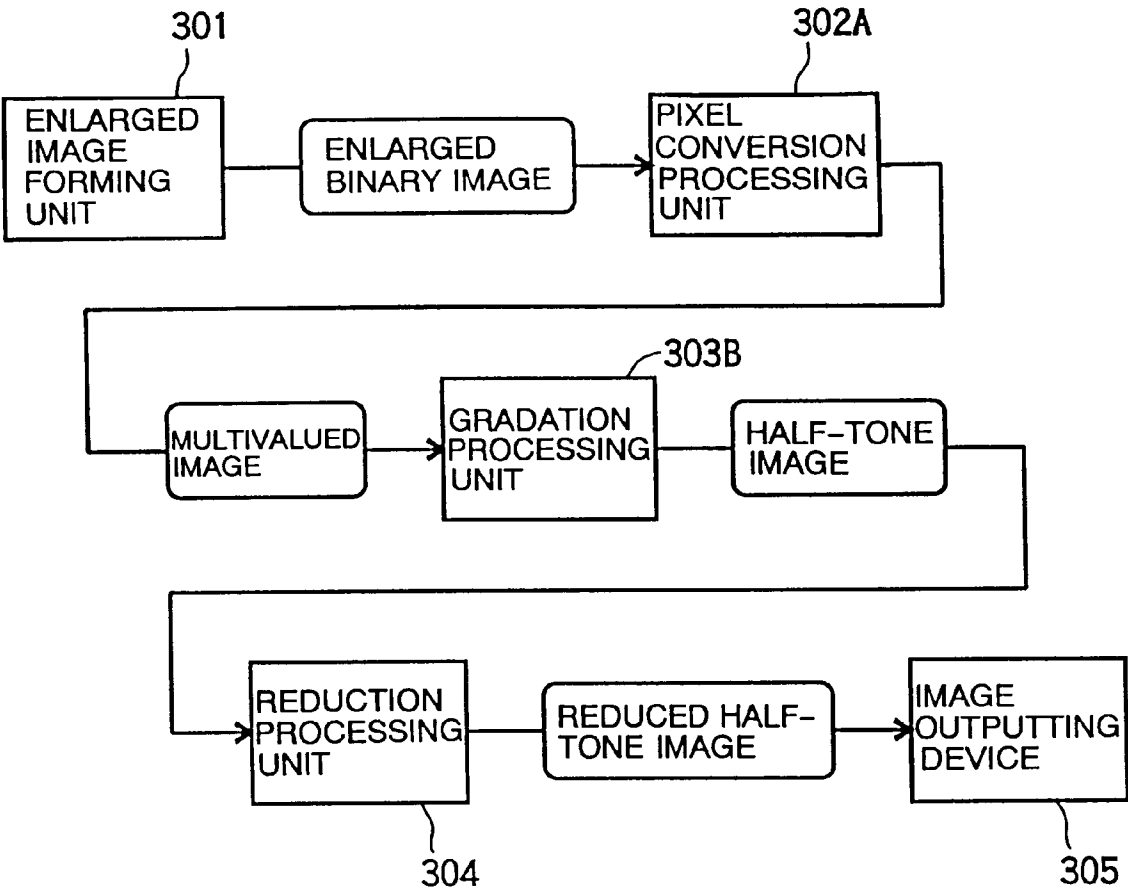 301
302A
ENLARGED
IMAGE
FORMING
UNIT
ENLARGED
BINARY IMAGE
PIXEL
CONVERSION
PROCESSING
UNIT
303B
MULTIVALUED
IMAGE
GRADATION
PROCESSING
UNIT
HALF-TONE
IMAGE
REDUCTION
PROCESSING
UNIT
REDUCED HALF-
TONE IMAGE
IMAGE
OUTPUTTING
DEVICE
304
305